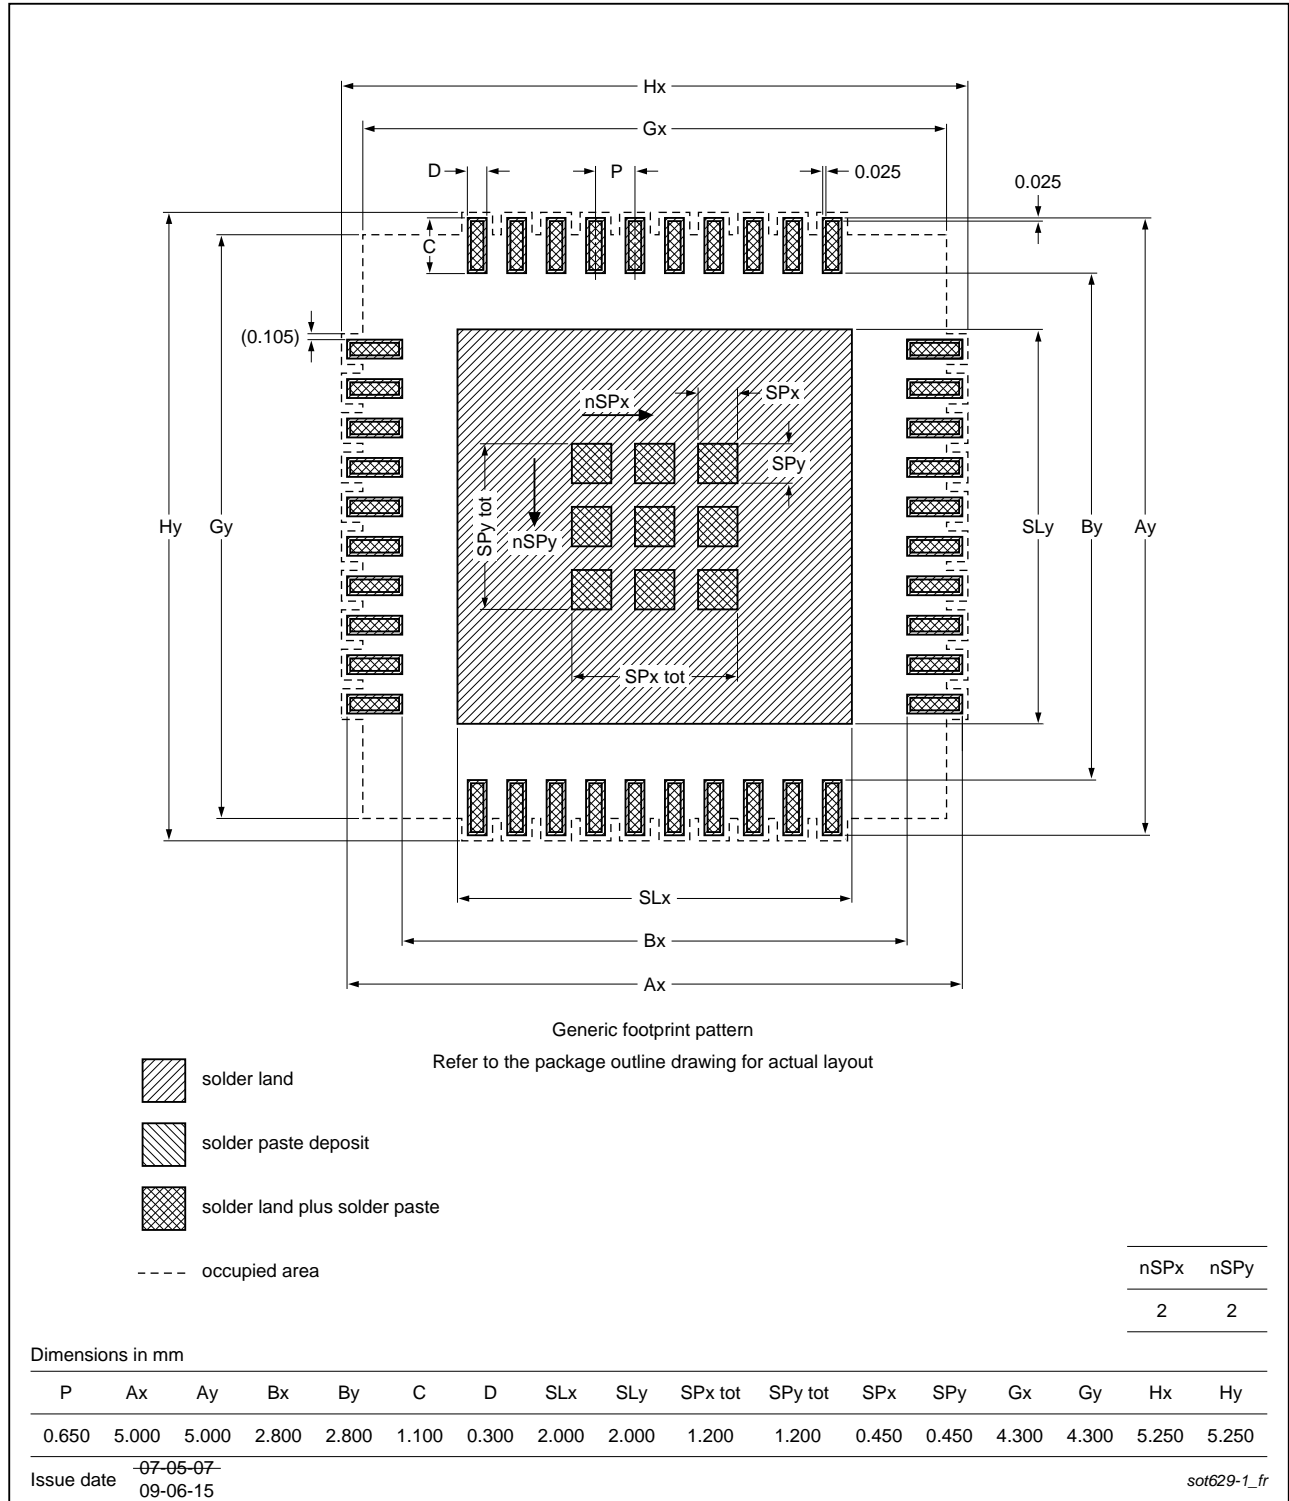 Hx
Gx
D
P
0.025
0.025
C
(0.105)
nSPx
SPx
SPy
SPy tot
nSPy
Hy
Gy
SLy
By
Ay
SPx tot
SLx
Bx
Ax
Generic footprint pattern
Refer to the package outline drawing for actual layout
solder land
solder paste deposit
solder land plus solder paste
occupied area
nSPx nSPy
2 2
Dimensions in mm
P Ax Ay Bx By C D SLx SLy SPx tot SPy tot SPx SPy Gx Gy Hx Hy
0.650 5.000 5.000 2.800 2.800 1.100 0.300 2.000 2.000 1.200 1.200 0.450 0.450 4.300 4.300 5.250 5.250
Issue date 07-05-07
09-06-15
sot629-1_fr